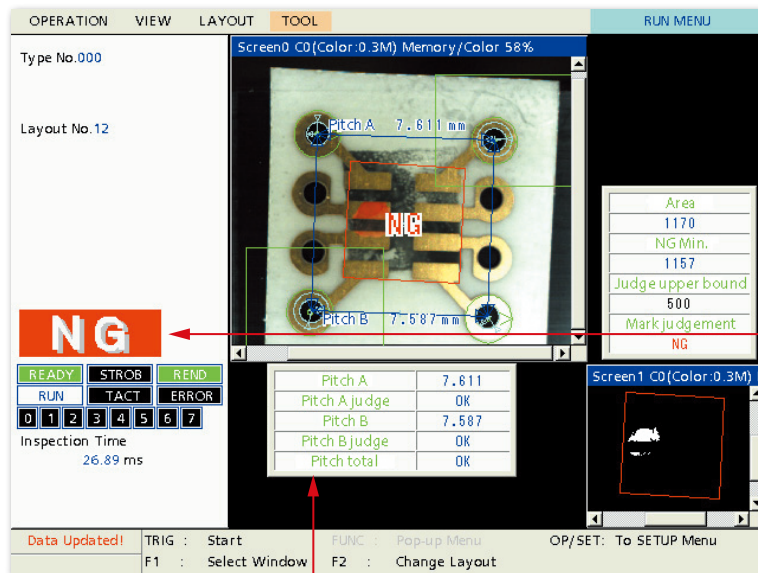 OPERATION VIEW LAYOUT TOOL RUN MENU
Type No.000
Layout No.12
Screen0 C0(Color:0.3M) Memory/Color 58%
Pitch A 7.611 mm
NG
Pitch B 7.587 mm
Area
1170
NG Min.
1157
Judge upper bound
500
Mark judgement
NG
NG
READY STROB REND
RUN TACT ERROR
0 1 2 3 4 5 6 7
Inspection Time
26.89 ms
Pitch A 7.611
Pitch A judge OK
Pitch B 7.587
Pitch B judge OK
Pitch total OK
Screen1 C0(Color:0.3M)
Data Updated! TRIG : Start FUNC : Pop-up Menu OP/SET: To SETUP Menu
F1 : Select Window F2 : Change Layout